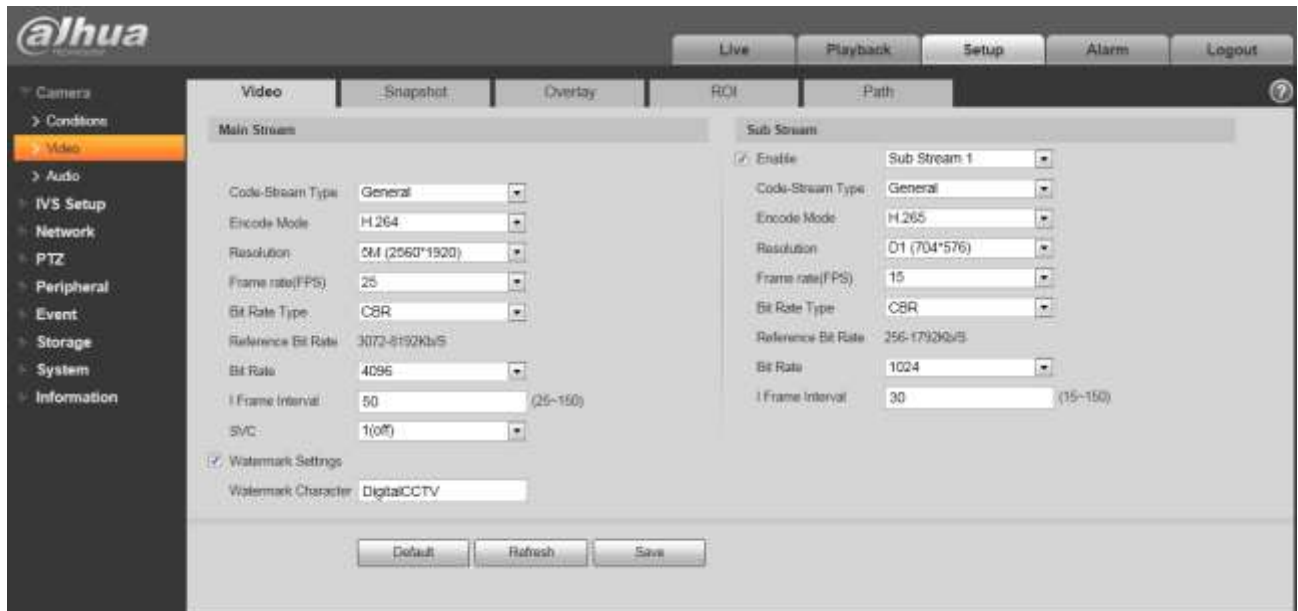 alhua
TECHNOLOGY
Live Playback Setup Alarm Logout
Camera
Conditions
Video
Audio
IVS Setup
Network
PTZ
Peripheral
Event
Storage
System
Information
Video Snapshot Overlay ROI Path
Main Stream
Code-Stream Type General
Encode Mode H.264
Resolution 5M (2560*1920)
Frame rate(FPS) 25
Bit Rate Type CBR
Reference Bit Rate 3072-8192Kb/S
Bit Rate 4096
I Frame Interval 50 (25~150)
SVC 1(off)
Watermark Settings
Watermark Character DigitalCCTV
Sub Stream
Enable Sub Stream 1
Code-Stream Type General
Encode Mode H.265
Resolution D1 (704*576)
Frame rate(FPS) 15
Bit Rate Type CBR
Reference Bit Rate 256-1792Kb/S
Bit Rate 1024
I Frame Interval 30 (15~150)
Default Refresh Save